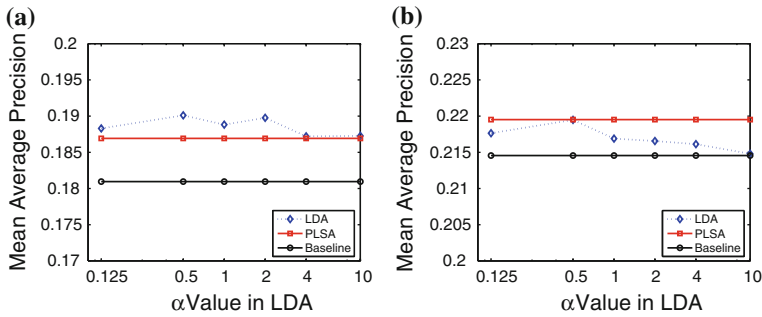 (a)
0.2
0.195
0.19
0.185
0.18
0.175
0.17
Mean Average Precision
0.125 0.5 1 2 4 10
αValue in LDA
LDA
PLSA
Baseline
(b)
0.23
0.225
0.22
0.215
0.21
0.205
0.2
Mean Average Precision
0.125 0.5 1 2 4 10
αValue in LDA
LDA
PLSA
Baseline